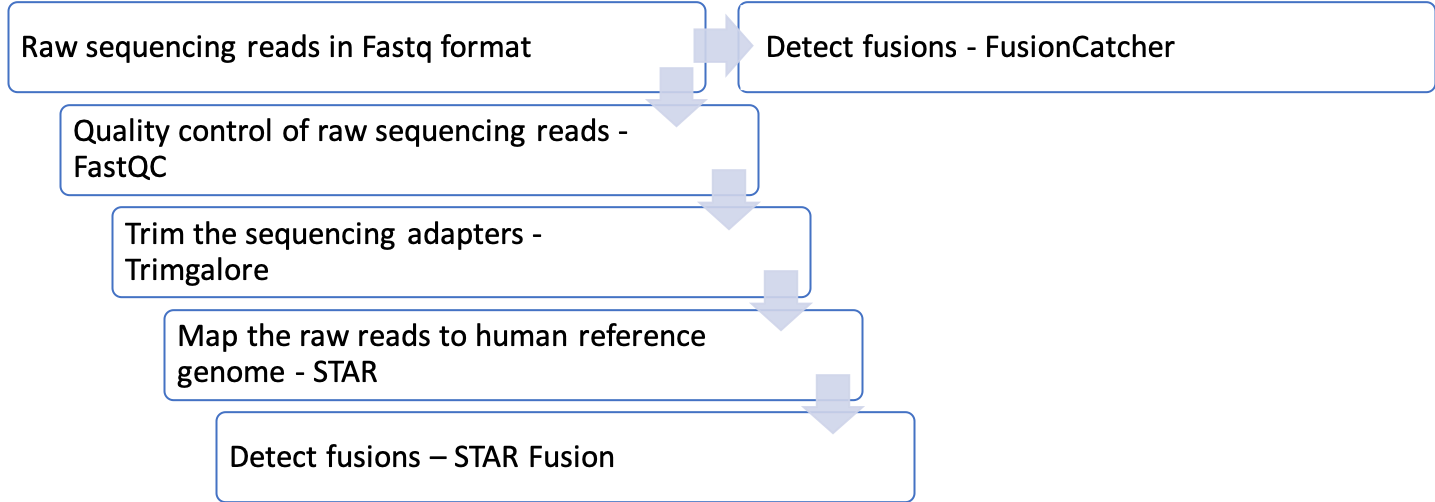 Raw sequencing reads in Fastq format
Detect fusions - FusionCatcher
Quality control of raw sequencing reads -
FastQC
Trim the sequencing adapters -
Trimgalore
Map the raw reads to human reference
genome - STAR
Detect fusions – STAR Fusion